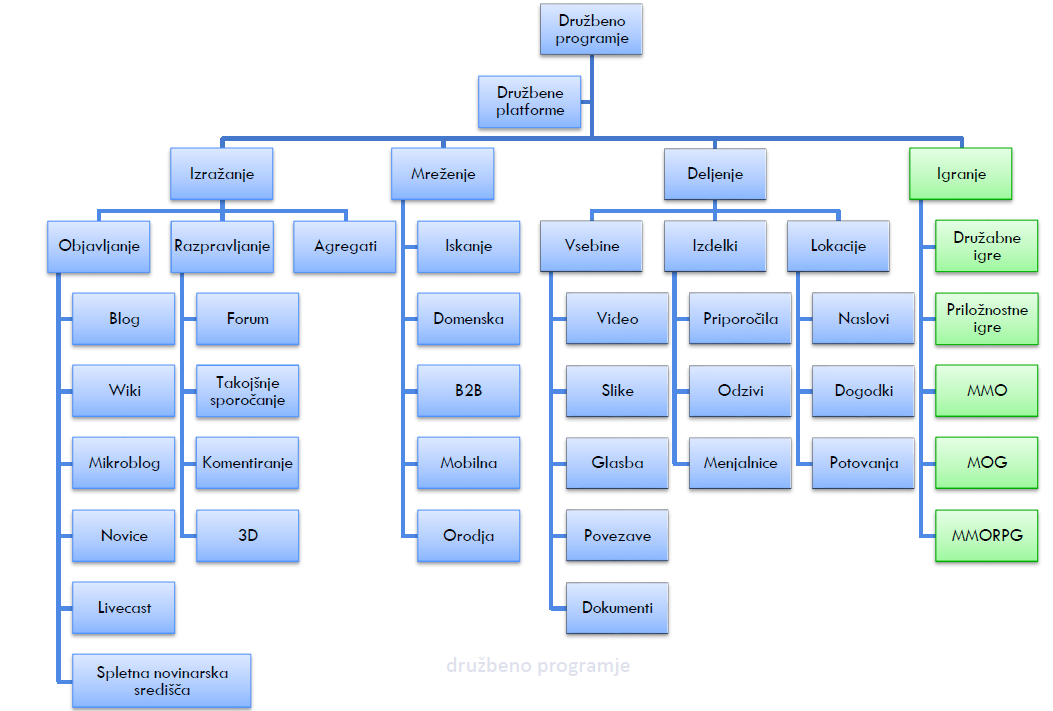 Družbeno
programje
Družbene
platforme
Izražanje
Mreženje
Deljenje
Igranje
Objavljanje
Razpravljanje
Agregati
Iskanje
Vsebine
Izdelki
Lokacije
Družabne
igre
Blog
Forum
Domenska
Video
Priporočila
Naslovi
Priložnostne
igre
Wiki
Takojšnje
sporočanje
B2B
Slike
Odzivi
Dogodki
MMO
Mikroblog
Komentiranje
Mobilna
Glasba
Menjalnice
Potovanja
MOG
Novice
3D
Orodja
Povezave
MMORPG
Livecast
Dokumenti
Spletna novinarska
središča
družbeno programje